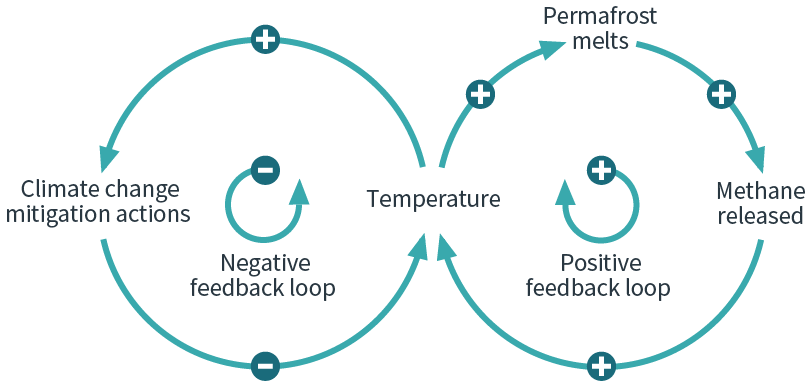 Permafrost
melts
Climate change
mitigation actions
Temperature
Methane
released
Negative
feedback loop
Positive
feedback loop